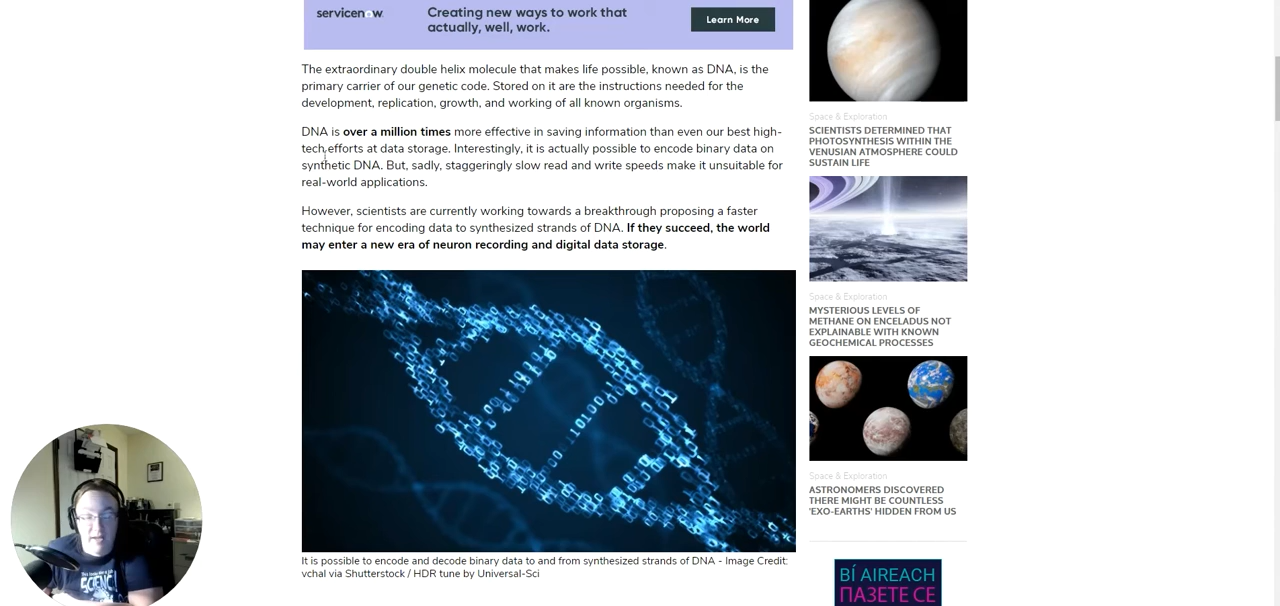 servicenow
Creating new ways to work that
actually, well, work.
Learn More
The extraordinary double helix molecule that makes life possible, known as DNA, is the
primary carrier of our genetic code. Stored on it are the instructions needed for the
development, replication, growth, and working of all known organisms.
DNA is over a million times more effective in saving information than even our best high-
tech efforts at data storage. Interestingly, it is actually possible to encode binary data on
synthetic DNA. But, sadly, staggeringly slow read and write speeds make it unsuitable for
real-world applications.
However, scientists are currently working towards a breakthrough proposing a faster
technique for encoding data to synthesized strands of DNA. If they succeed, the world
may enter a new era of neuron recording and digital data storage.
It is possible to encode and decode binary data to and from synthesized strands of DNA - Image Credit:
vchal via Shutterstock / HDR tune by Universal-Sci
Space & Exploration
SCIENTISTS DETERMINED THAT
PHOTOSYNTHESIS WITHIN THE
VENUSIAN ATMOSPHERE COULD
SUSTAIN LIFE
Space & Exploration
MYSTERIOUS LEVELS OF
METHANE ON ENCELADUS NOT
EXPLAINABLE WITH KNOWN
GEOCHEMICAL PROCESSES
Space & Exploration
ASTRONOMERS DISCOVERED
THERE MIGHT BE COUNTLESS
'EXO-EARTHS' HIDDEN FROM US
BÍ AIREACH
ПАЗЕТЕ СЕ